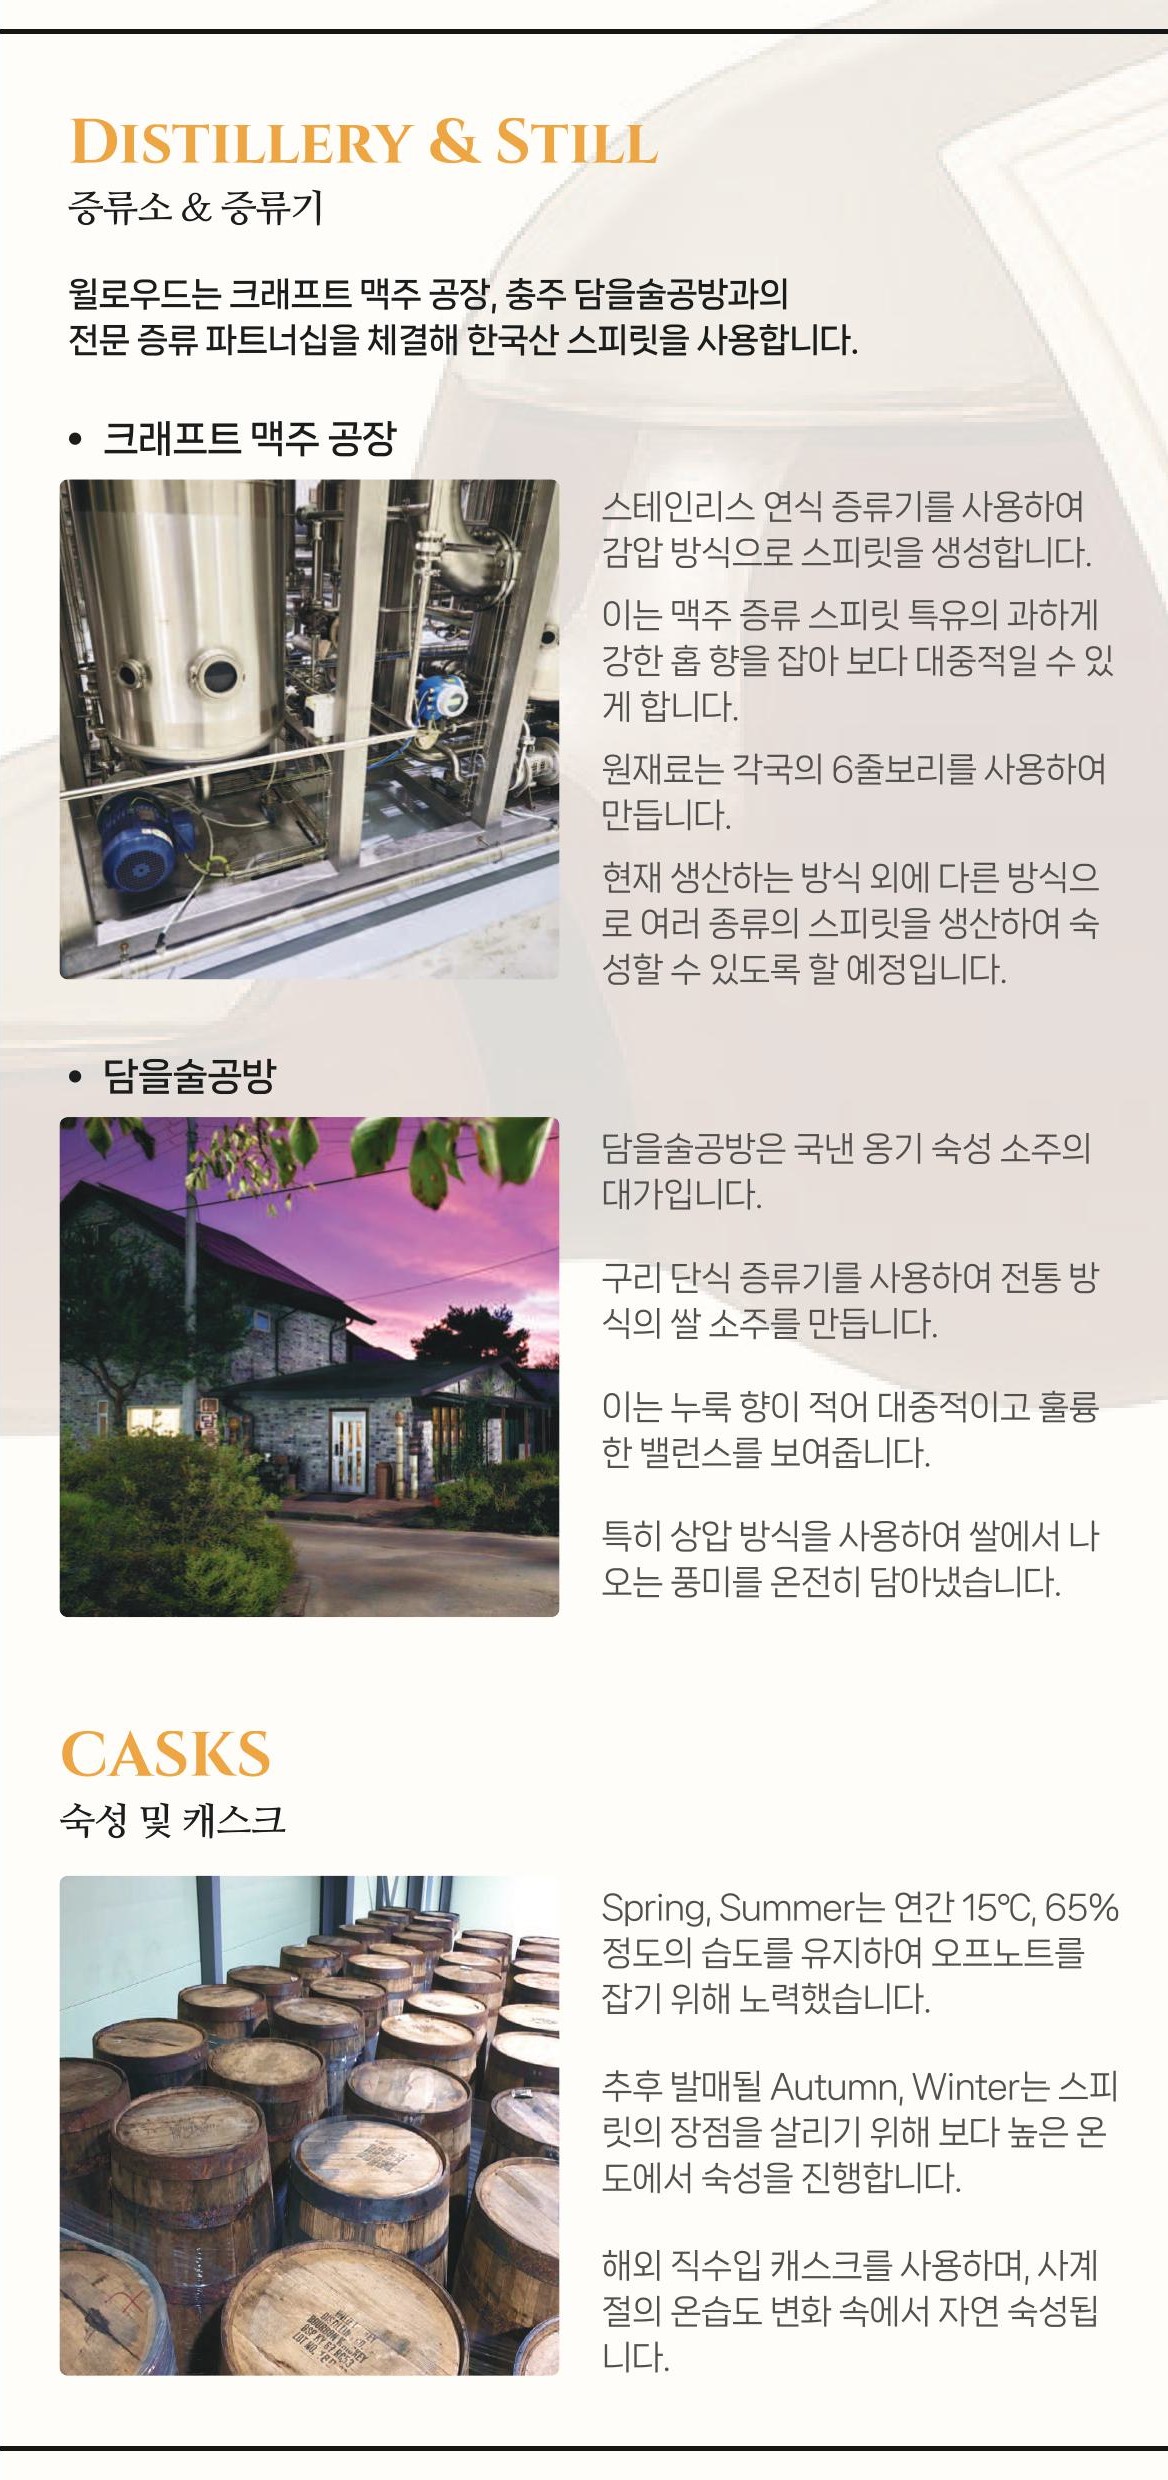 DISTILLERY & STILL
증류소 & 증류기
윌로우드는 크래프트 맥주 공장, 충주 담을술공방과의
전문 증류 파트너십을 체결해 한국산 스피릿을 사용합니다.
• 크래프트 맥주 공장
스테인리스 연식 증류기를 사용하여
감압 방식으로 스피릿을 생성합니다.
이는 맥주 증류 스피릿 특유의 과하게
강한 홉 향을 잡아 보다 대중적일 수 있
게 합니다.
원재료는 각국의 6줄보리를 사용하여
만듭니다.
현재 생산하는 방식 외에 다른 방식으
로 여러 종류의 스피릿을 생산하여 숙
성할 수 있도록 할 예정입니다.
• 담을술공방
담을술공방은 국낸 옹기 숙성 소주의
대가입니다.
구리 단식 증류기를 사용하여 전통 방
식의 쌀 소주를 만듭니다.
이는 누룩 향이 적어 대중적이고 훌륭
한 밸런스를 보여줍니다.
특히 상압 방식을 사용하여 쌀에서 나
오는 풍미를 온전히 담아냈습니다.
CASKS
숙성 및 캐스크
Spring, Summer는 연간 15℃, 65%
정도의 습도를 유지하여 오프노트를
잡기 위해 노력했습니다.
추후 발매될 Autumn, Winter는 스피
릿의 장점을 살리기 위해 보다 높은 온
도에서 숙성을 진행합니다.
해외 직수입 캐스크를 사용하며, 사계
절의 온습도 변화 속에서 자연 숙성됩
니다.